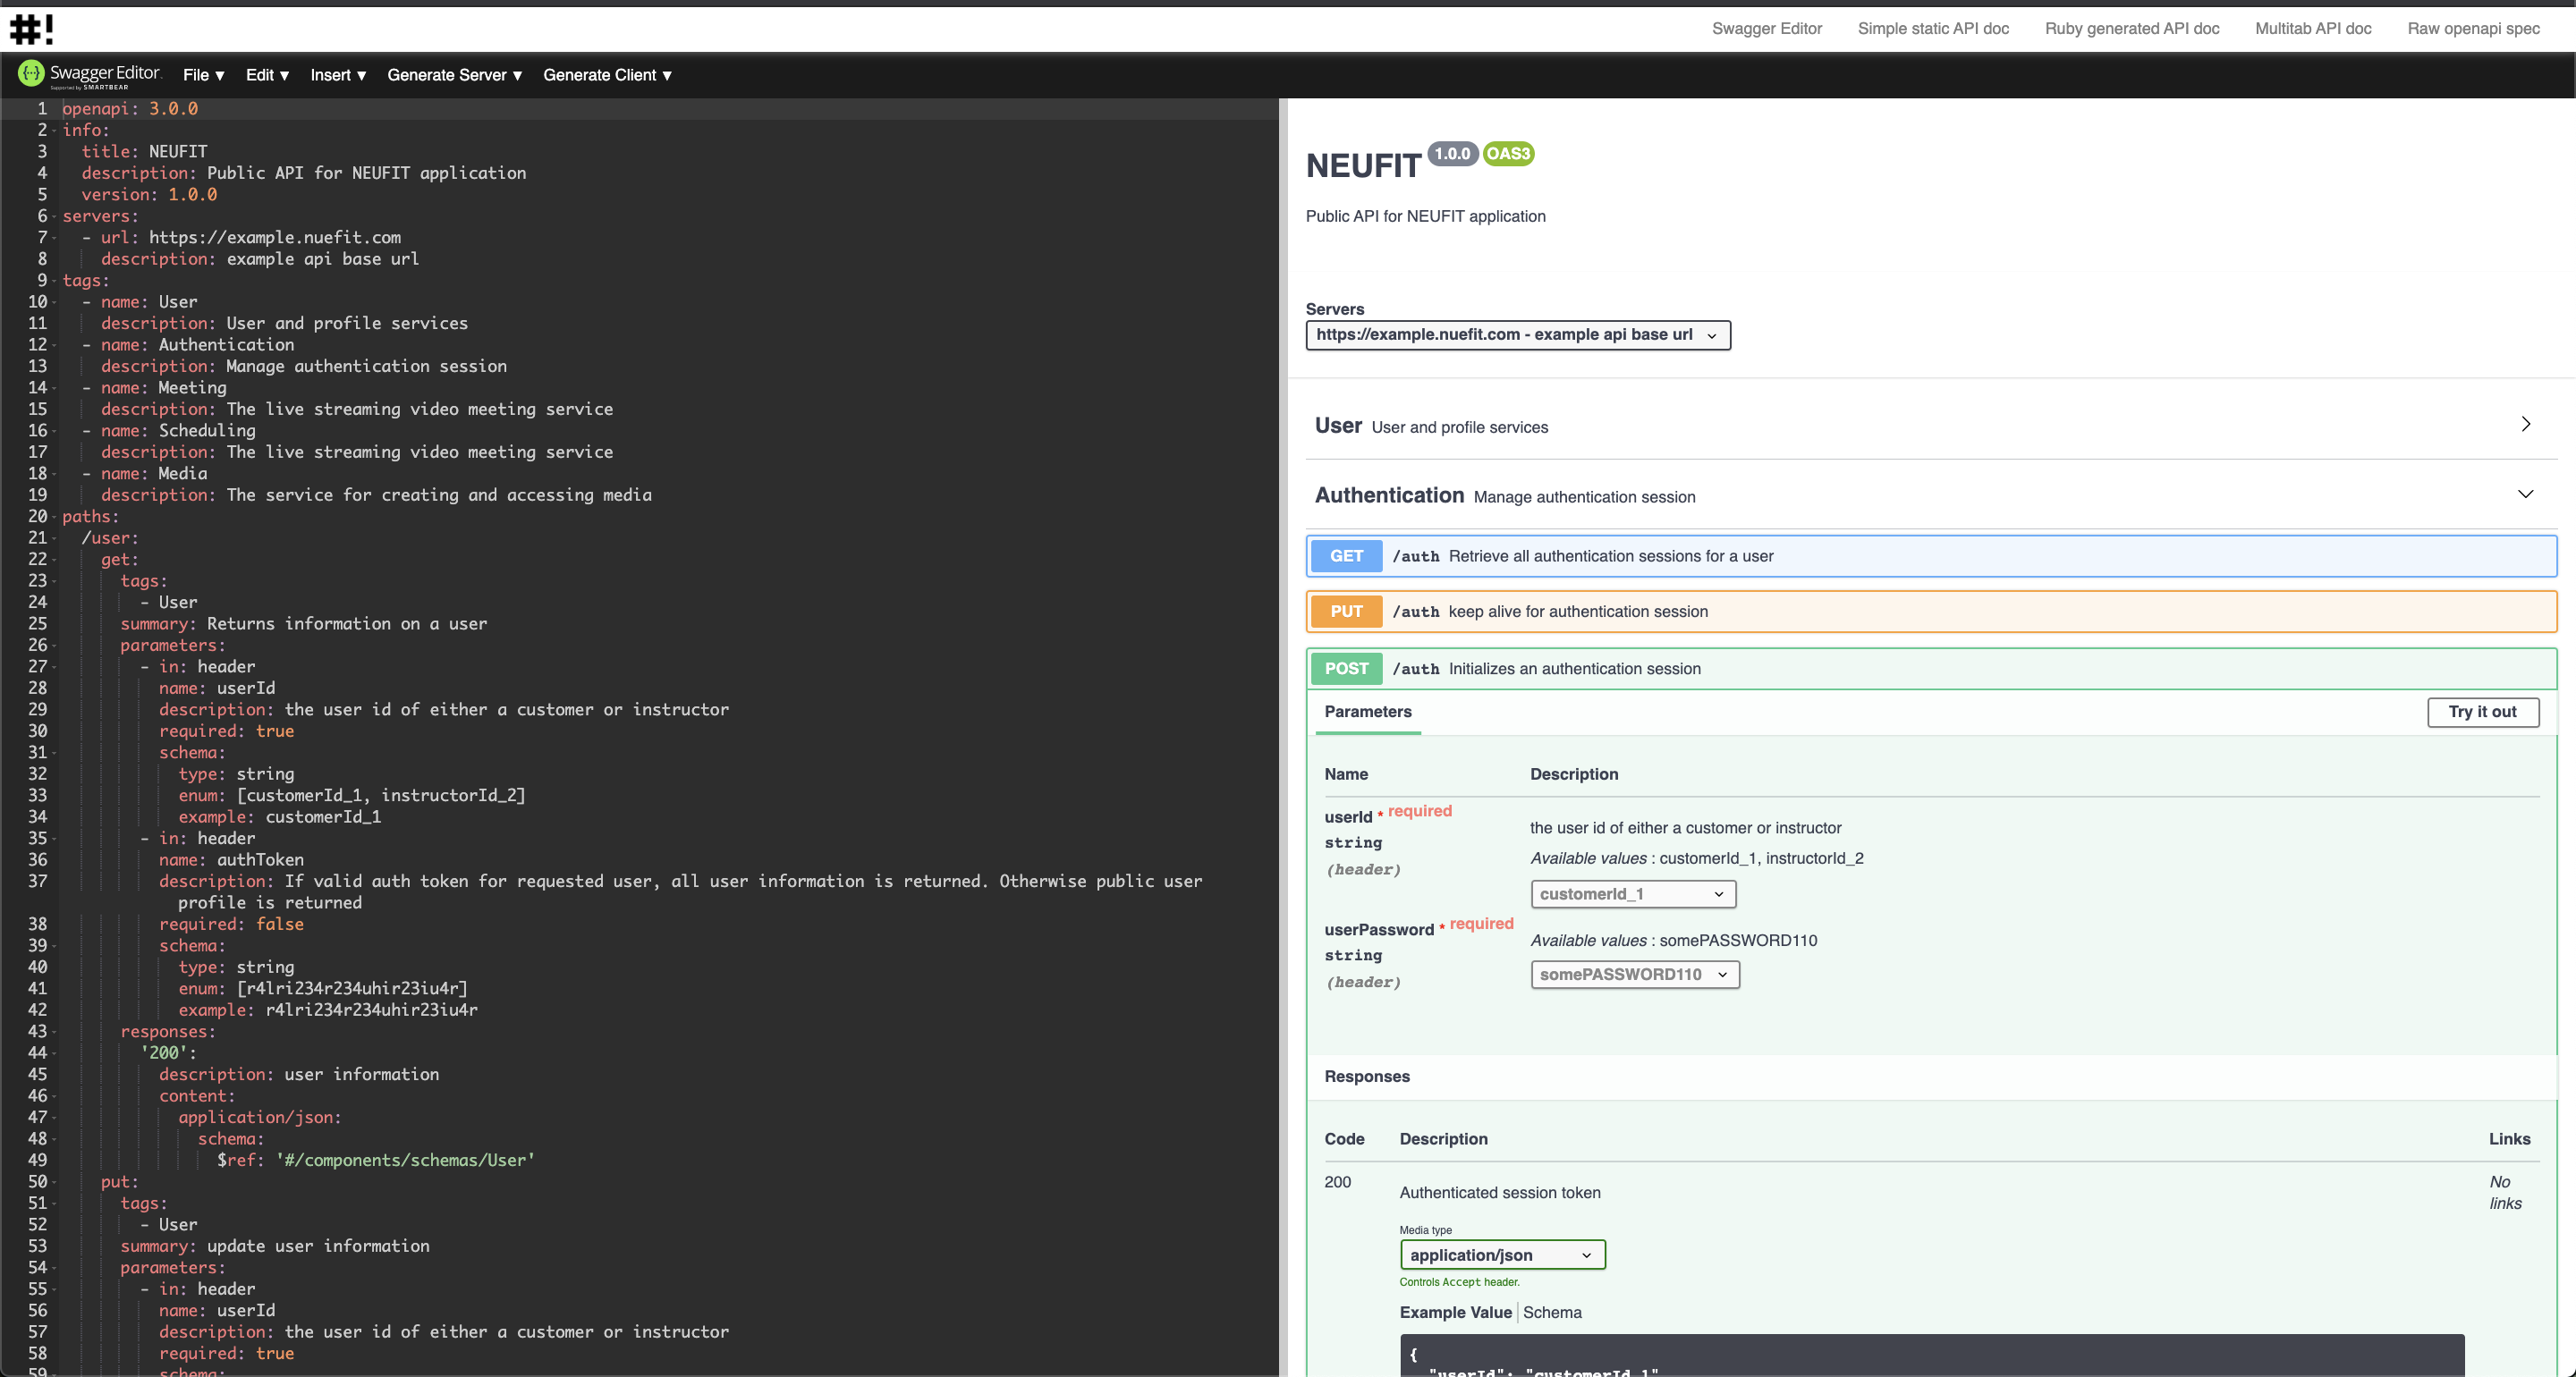 #!
Swagger Editor Simple static API doc Ruby generated API doc Multitab API doc Raw openapi spec
Swagger Editor. File ▼ Edit ▼ Insert ▼ Generate Server ▼ Generate Client ▼
Supported by SMARTBEAR
1 openapi: 3.0.0
2 info:
3 title: NEUFIT
4 description: Public API for NEUFIT application
5 version: 1.0.0
6 servers:
7 - url: https://example.nuefit.com
8 description: example api base url
9 tags:
10 - name: User
11 description: User and profile services
12 - name: Authentication
13 description: Manage authentication session
14 - name: Meeting
15 description: The live streaming video meeting service
16 - name: Scheduling
17 description: The live streaming video meeting service
18 - name: Media
19 description: The service for creating and accessing media
20 paths:
21 /user:
22 get:
23 tags:
24 - User
25 summary: Returns information on a user
26 parameters:
27 - in: header
28 name: userId
29 description: the user id of either a customer or instructor
30 required: true
31 schema:
32 type: string
33 enum: [customerId_1, instructorId_2]
34 example: customerId_1
35 - in: header
36 name: authToken
37 description: If valid auth token for requested user, all user information is returned. Otherwise public user
profile is returned
38 required: false
39 schema:
40 type: string
41 enum: [r4lri234r234uhir23iu4r]
42 example: r4lri234r234uhir23iu4r
43 responses:
44 '200':
45 description: user information
46 content:
47 application/json:
48 schema:
49 $ref: '#/components/schemas/User'
50 put:
51 tags:
52 - User
53 summary: update user information
54 parameters:
55 - in: header
56 name: userId
57 description: the user id of either a customer or instructor
58 required: true
59 schema:
NEUFIT 1.0.0 OAS3
Public API for NEUFIT application
Servers
https://example.nuefit.com - example api base url
User User and profile services
Authentication Manage authentication session
GET /auth Retrieve all authentication sessions for a user
PUT /auth keep alive for authentication session
POST /auth Initializes an authentication session
Parameters Try it out
Name Description
userId * required
string
(header)
the user id of either a customer or instructor
Available values : customerId_1, instructorId_2
customerId_1
userPassword * required
string
(header)
Available values : somePASSWORD110
somePASSWORD110
Responses
Code Description Links
200 Authenticated session token No links
Media type
application/json
Controls Accept header.
Example Value Schema
{
"userId": "customerId_1"